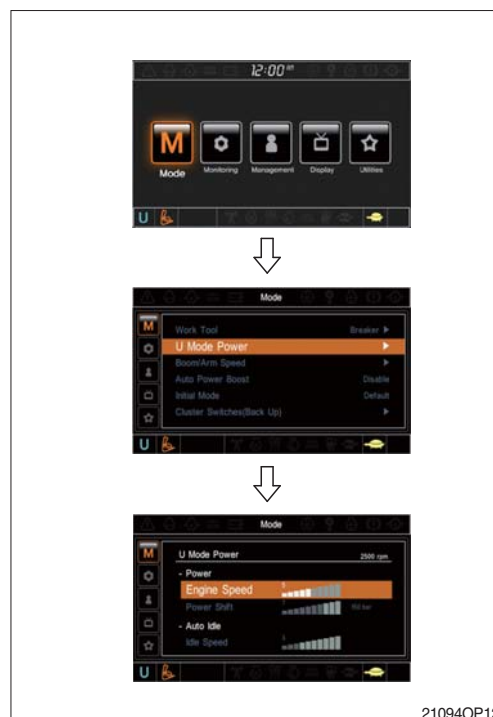 12:00 AM
M
Mode Monitoring Management Display Utilities
U
Mode
M
Work Tool Breaker
U Mode Power
Boom/Arm Speed
Auto Power Boost Disable
Initial Mode Default
Cluster Switches(Back Up)
U
Mode
M
U Mode Power 2500 rpm
- Power
Engine Speed 5
Power Shift
- Auto Idle
Idle Speed
U